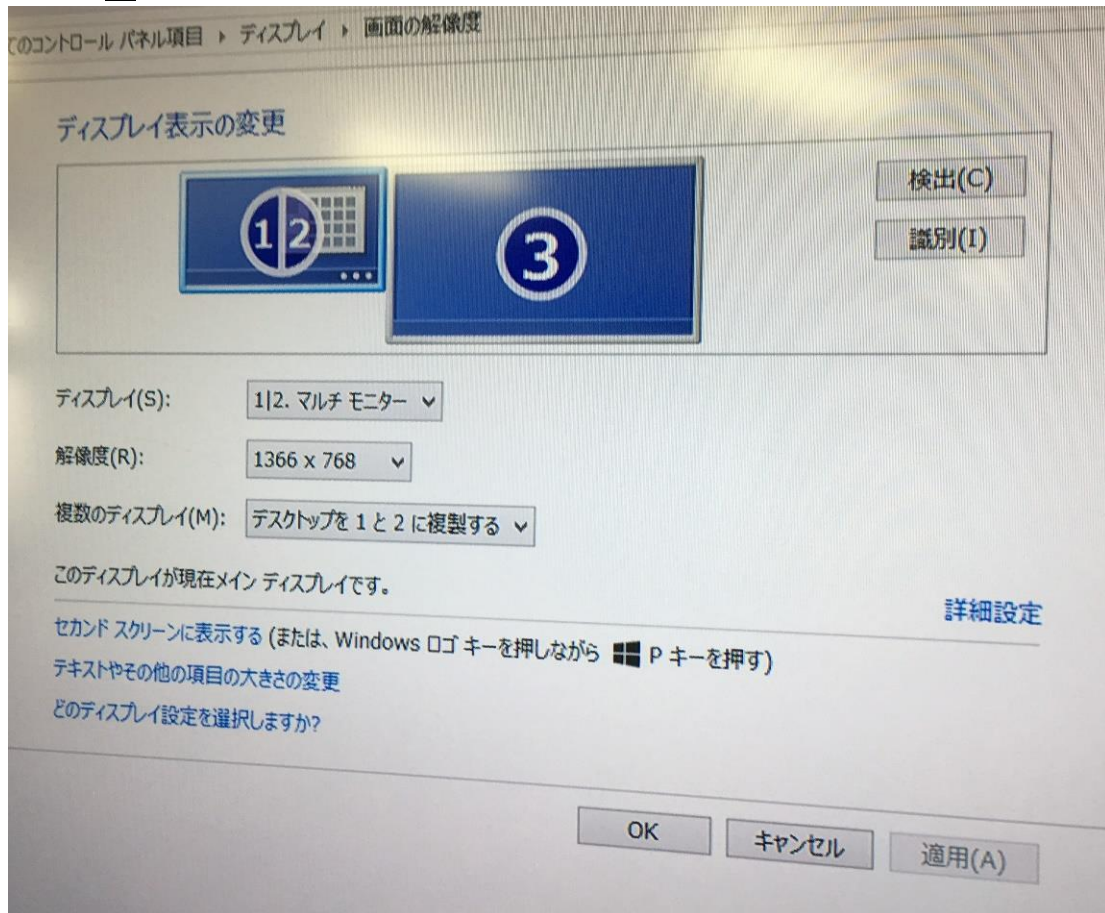 てのコントロール パネル項目 ▸ ディスプレイ ▸ 画面の解像度
ディスプレイ表示の変更
1 2
3
検出(C)
識別(I)
ディスプレイ(S): 1|2. マルチ モニター
解像度(R): 1366 x 768
複数のディスプレイ(M): デスクトップを 1 と 2 に複製する
このディスプレイが現在メイン ディスプレイです。
詳細設定
セカンド スクリーンに表示する (または、Windows ロゴ キーを押しながら P キーを押す)
テキストやその他の項目の大きさの変更
どのディスプレイ設定を選択しますか?
OK キャンセル 適用(A)